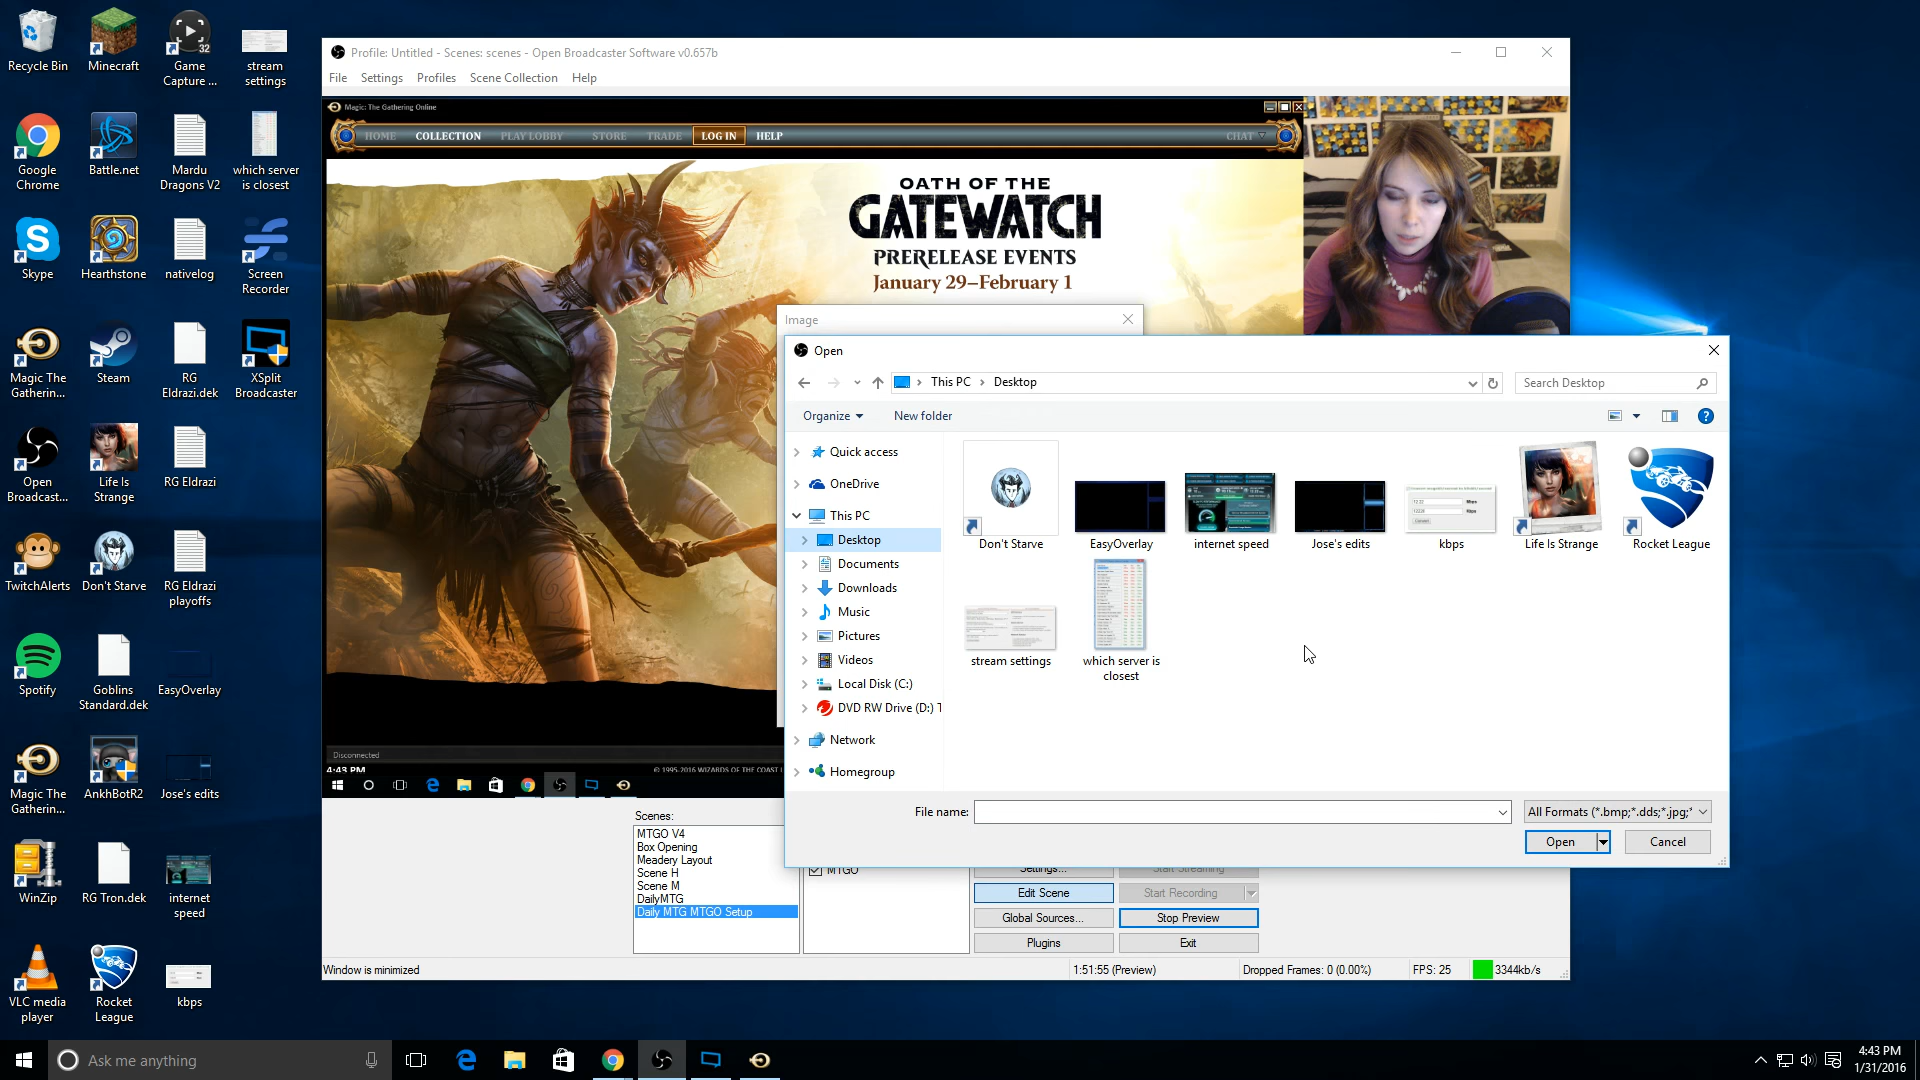 Recycle Bin
Minecraft
Game
Capture ...
32
stream
settings
Google
Chrome
Battle.net
Mardu
Dragons V2
which server
is closest
Skype
Hearthstone
nativelog
Screen
Recorder
Magic The
Gatherin...
Steam
RG
Eldrazi.dek
XSplit
Broadcaster
Open
Broadcast...
Life Is
Strange
RG Eldrazi
TwitchAlerts
Don't Starve
RG Eldrazi
playoffs
Spotify
Goblins
Standard.dek
EasyOverlay
Magic The
Gatherin...
AnkhBotR2
Jose's edits
WinZip
RG Tron.dek
internet
speed
VLC media
player
Rocket
League
kbps
Profile: Untitled - Scenes: scenes - Open Broadcaster Software v0.657b
File Settings Profiles Scene Collection Help
Magic: The Gathering Online
HOME COLLECTION PLAY LOBBY STORE TRADE LOG IN HELP CHAT
OATH OF THE
GATEWATCH
PRERELEASE EVENTS
January 29–February 1
Image
Open
This PC Desktop
Search Desktop
Organize New folder
Quick access
OneDrive
This PC
Desktop
Documents
Downloads
Music
Pictures
Videos
Local Disk (C:)
DVD RW Drive (D:) T
Network
Homegroup
Don't Starve
EasyOverlay
internet speed
Jose's edits
kbps
Life Is Strange
Rocket League
stream settings
which server is
closest
File name:
All Formats (*.bmp;*.dds;*.jpg;*
Open
Cancel
Disconnected
4:43 PM
© 1995-2016 WIZARDS OF THE COAST
Scenes:
MTGO V4
Box Opening
Meadery Layout
Scene H
Scene M
DailyMTG
Daily MTG MTGO Setup
MTGO
Settings...
Start Streaming
Edit Scene
Start Recording
Global Sources...
Stop Preview
Plugins
Exit
Window is minimized
1:51:55 (Preview)
Dropped Frames: 0 (0.00%)
FPS: 25
3344kb/s
Ask me anything
4:43 PM
1/31/2016